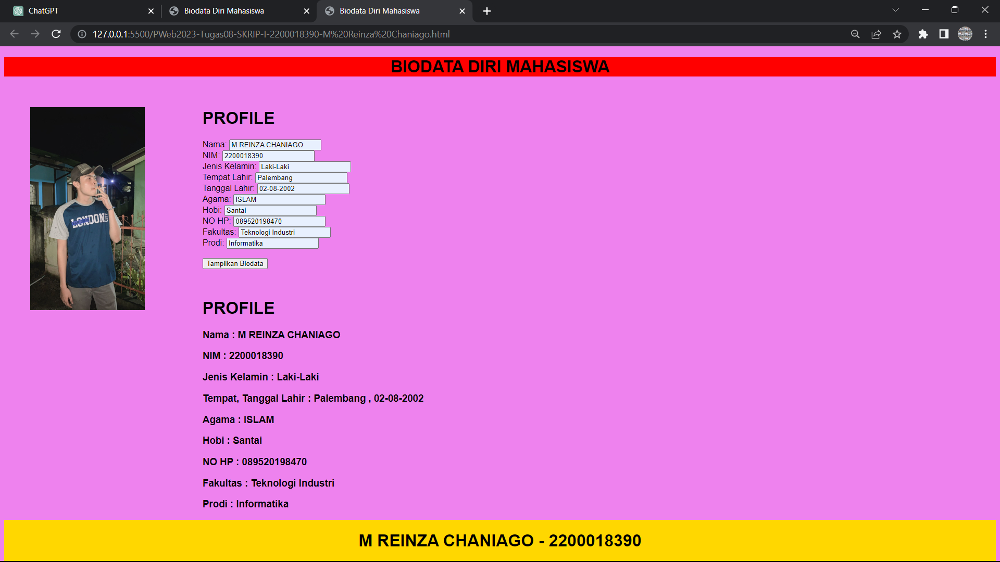 ChatGPT
Biodata Diri Mahasiswa
Biodata Diri Mahasiswa
127.0.0.1:5500/PWeb2023-Tugas08-SKRIP-I-2200018390-M%20Reinza%20Chaniago.html
BIODATA DIRI MAHASISWA
PROFILE
Nama: M REINZA CHANIAGO
NIM: 2200018390
Jenis Kelamin: Laki-Laki
Tempat Lahir: Palembang
Tanggal Lahir: 02-08-2002
Agama: ISLAM
Hobi: Santai
NO HP: 089520198470
Fakultas: Teknologi Industri
Prodi: Informatika
Tampilkan Biodata
LONDON
CITY
PROFILE
Nama : M REINZA CHANIAGO
NIM : 2200018390
Jenis Kelamin : Laki-Laki
Tempat, Tanggal Lahir : Palembang , 02-08-2002
Agama : ISLAM
Hobi : Santai
NO HP : 089520198470
Fakultas : Teknologi Industri
Prodi : Informatika
M REINZA CHANIAGO - 2200018390